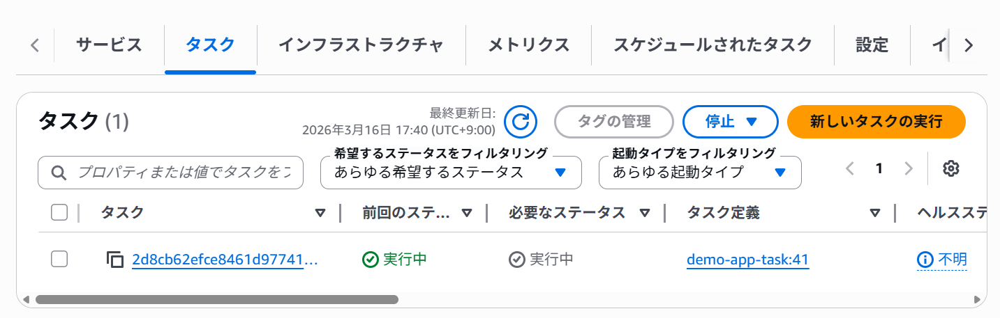 サービス タスク インフラストラクチャ メトリクス スケジュールされたタスク 設定 イ
タスク (1)
最終更新日:
2026年3月16日 17:40 (UTC+9:00)
タグの管理 停止 新しいタスクの実行
希望するステータスをフィルタリング 起動タイプをフィルタリング
プロパティまたは値でタスクをフ あらゆる希望するステータス あらゆる起動タイプ 1
タスク 前回のステ... 必要なステータス タスク定義 ヘルスステ
2d8cb62efce8461d97741... 実行中 実行中 demo-app-task:41 不明